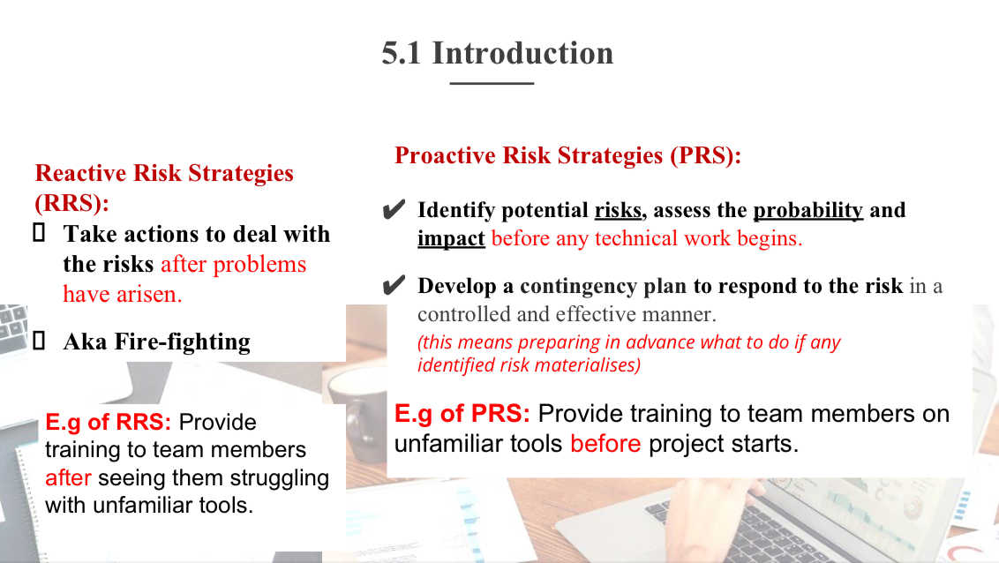 5.1 Introduction
Reactive Risk Strategies
(RRS):
Take actions to deal with
the risks after problems
have arisen.
Aka Fire-fighting
E.g of RRS: Provide
training to team members
after seeing them struggling
with unfamiliar tools.
Proactive Risk Strategies (PRS):
✔ Identify potential risks, assess the probability and
impact before any technical work begins.
✔ Develop a contingency plan to respond to the risk in a
controlled and effective manner.
(this means preparing in advance what to do if any
identified risk materialises)
E.g of PRS: Provide training to team members on
unfamiliar tools before project starts.